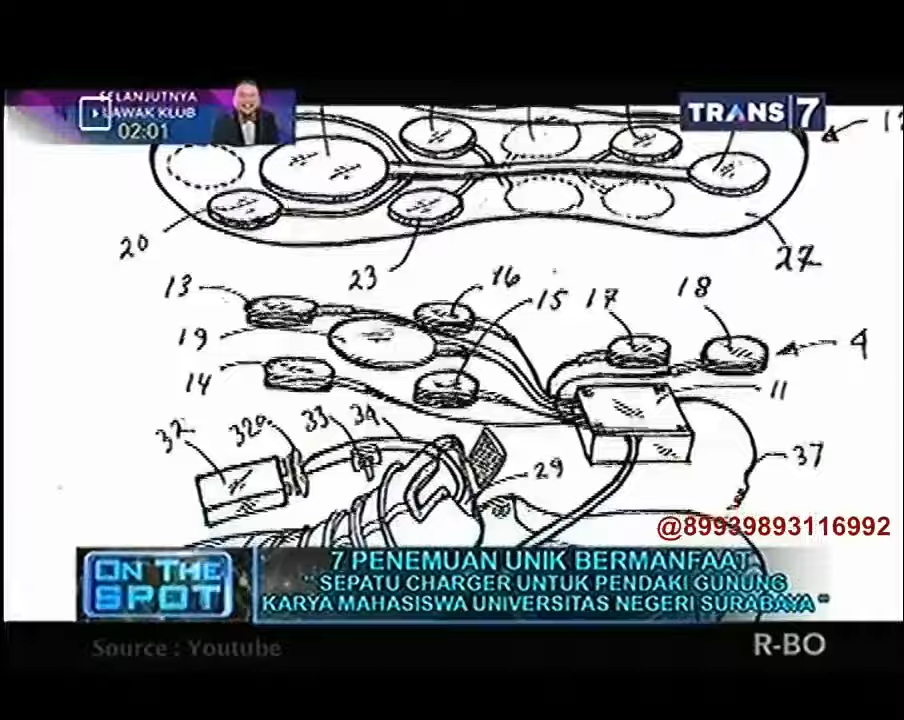 SELANJUTNYA
LAWAK KLUB
02:01
TRANS 7
20
23
27
13
16
15
17
18
19
4
14
11
32
32a
33
34
29
37
@89939893116992
ON THE
SPOT
7 PENEMUAN UNIK BERMANFAAT
" SEPATU CHARGER UNTUK PENDAKI GUNUNG
KARYA MAHASISWA UNIVERSITAS NEGERI SURABAYA "
Source : Youtube
R-BO